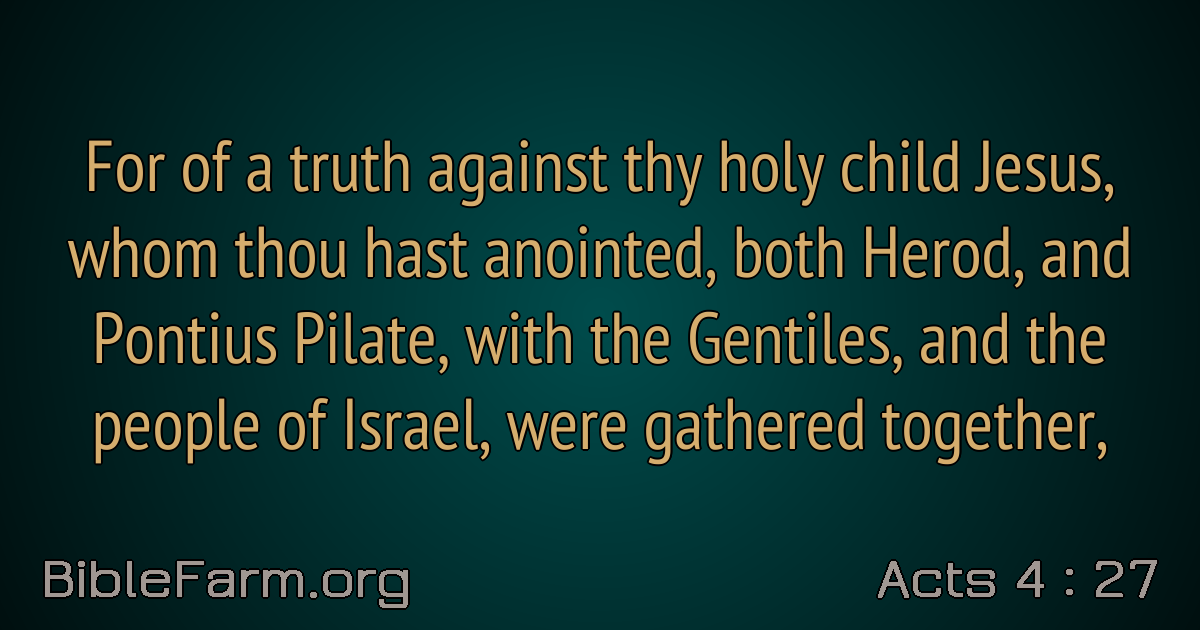 For of a truth against thy holy child Jesus,
whom thou hast anointed, both Herod, and
Pontius Pilate, with the Gentiles, and the
people of Israel, were gathered together,
BibleFarm.org
Acts 4 : 27